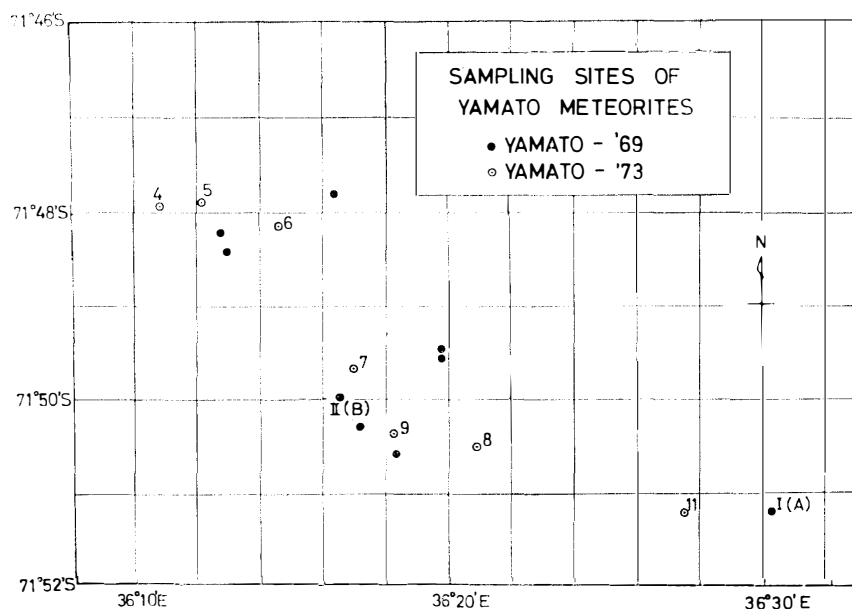 71°46'S
SAMPLING SITES OF
YAMATO METEORITES
• YAMATO - '69
⊙ YAMATO - '73
4
5
71°48'S
6
N
7
71°50'S
II(B)
9
8
11
I(A)
71°52'S
36°10'E
36°20'E
36°30'E